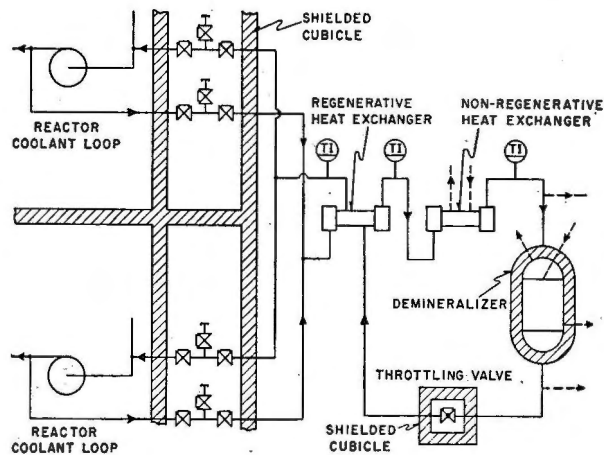 SHIELDED
CUBICLE
REGENERATIVE
HEAT EXCHANGER
NON-REGENERATIVE
HEAT EXCHANGER
REACTOR
COOLANT LOOP
TI
TI
TI
DEMINERALIZER
THROTTLING VALVE
SHIELDED
CUBICLE
REACTOR
COOLANT LOOP